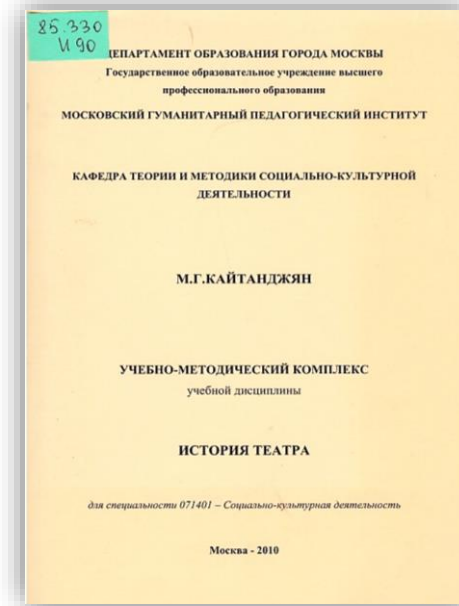 85.330
И 90
ДЕПАРТАМЕНТ ОБРАЗОВАНИЯ ГОРОДА МОСКВЫ
Государственное образовательное учреждение высшего
профессионального образования
МОСКОВСКИЙ ГУМАНИТАРНЫЙ ПЕДАГОГИЧЕСКИЙ ИНСТИТУТ
КАФЕДРА ТЕОРИИ И МЕТОДИКИ СОЦИАЛЬНО-КУЛЬТУРНОЙ
ДЕЯТЕЛЬНОСТИ
М.Г.КАЙТАНДЖЯН
УЧЕБНО-МЕТОДИЧЕСКИЙ КОМПЛЕКС
учебной дисциплины
ИСТОРИЯ ТЕАТРА
для специальности 071401 – Социально-культурная деятельность
Москва - 2010